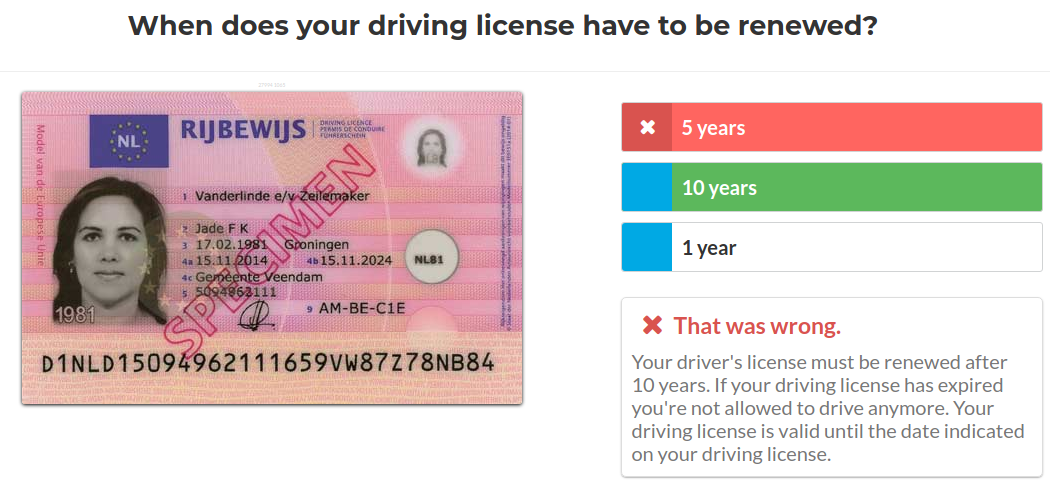 When does your driving license have to be renewed?
Model van de Europese Unie
NL
RIJBEWIJS
DRIVING LICENCE
PERMIS DE CONDUIRE
FÜHRERSCHEIN
1 Vanderlinde e/v Zeilemaker
2 Jade F K
3 17.02.1981 Groningen
4a 15.11.2014 4b 15.11.2024
4c Gemeente Veendam
5 5094962111
9 AM-BE-C1E
NLB1
1981
SPECIMEN
D1NLD15094962111659VW87Z78NB84
5 years
10 years
1 year
That was wrong.
Your driver's license must be renewed after
10 years. If your driving license has expired
you're not allowed to drive anymore. Your
driving license is valid until the date indicated
on your driving license.